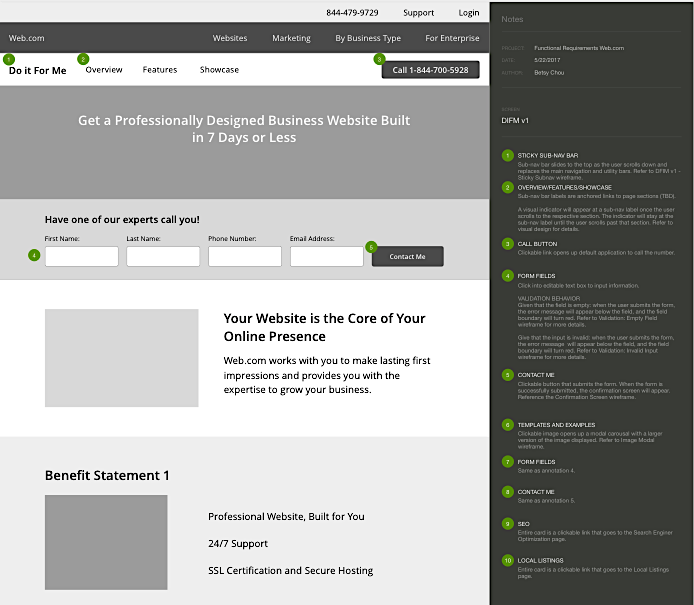 844-479-9729 Support Login
Web.com Websites Marketing By Business Type For Enterprise
1 2 3
Do it For Me Overview Features Showcase Call 1-844-700-5928
Get a Professionally Designed Business Website Built
in 7 Days or Less
Have one of our experts call you!
First Name: Last Name: Phone Number: Email Address:
4 5 Contact Me
Your Website is the Core of Your
Online Presence
Web.com works with you to make lasting first
impressions and provides you with the
expertise to grow your business.
Benefit Statement 1
Professional Website, Built for You
24/7 Support
SSL Certification and Secure Hosting
Notes
PROJECT: Functional Requirements Web.com
DATE: 5/22/2017
AUTHOR: Betsy Chou
SCREEN:
DIFM v1
1 STICKY SUB-NAV BAR
Sub-nav bar slides to the top as the user scrolls down and
replaces the main navigation and utility bars. Refer to DFIM v1 -
Sticky Subnav wireframe.
2 OVERVIEW/FEATURES/SHOWCASE
Sub-nav bar labels are anchored links to page sections (TBD).
A visual indicator will appear at a sub-nav label once the user
scrolls to the respective section. The indicator will stay at the
sub-nav label until the user scrolls past that section. Refer to
visual design for details.
3 CALL BUTTON
Clickable link opens up default application to call the number.
4 FORM FIELDS
Click into editable text box to input information.
VALIDATION BEHAVIOR
Given that the field is empty: when the user submits the form,
the error message will appear below the field, and the field
boundary will turn red. Refer to Validation: Empty Field
wireframe for more details.
Give that the input is invalid: when the user submits the form,
the error message will appear below the field, and the field
boundary will turn red. Refer to Validation: Invalid Input
wireframe for more details.
5 CONTACT ME
Clickable button that submits the form. When the form is
successfully submitted, the confirmation screen will appear.
Reference the Confirmation Screen wireframe.
6 TEMPLATES AND EXAMPLES
Clickable image opens up a modal carousel with a larger
version of the image displayed. Refer to Image Modal
wireframe.
7 FORM FIELDS
Same as annotation 4.
8 CONTACT ME
Same as annotation 5.
9 SEO
Entire card is a clickable link that goes to the Search Enginer
Optimization page.
10 LOCAL LISTINGS
Entire card is a clickable link that goes to the Local Listings
page.